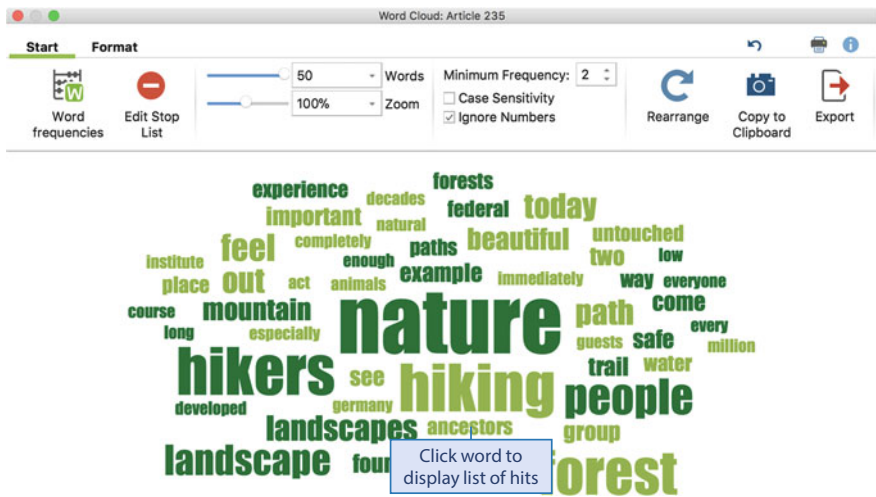 Word Cloud: Article 235
Start Format
50 Words Minimum Frequency: 2
100% Zoom Case Sensitivity
Ignore Numbers
Word frequencies
Edit Stop List
Rearrange
Copy to Clipboard
Export
experience decades forests
important natural federal today
feel completely paths beautiful untouched
institute enough two low
place out act animals example immediately way everyone
course mountain nature path come
long especially guests safe every
trail water million
hikers see hiking people
developed germany
landscapes ancestors group
landscape
Click word to
display list of hits